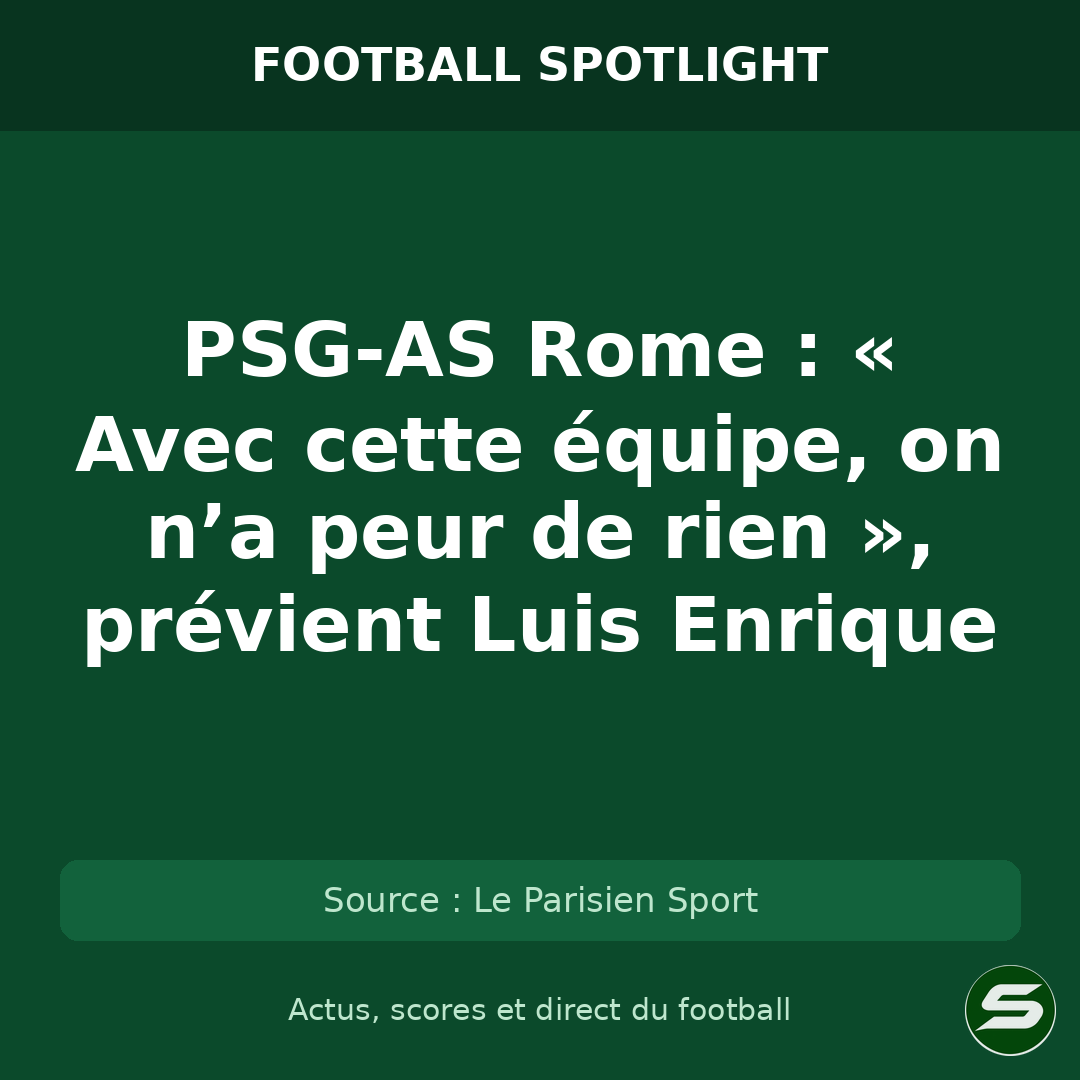 FOOTBALL SPOTLIGHT
PSG-AS Rome : «
Avec cette équipe, on
n’a peur de rien »,
prévient Luis Enrique
Source : Le Parisien Sport
Actus, scores et direct du football
S